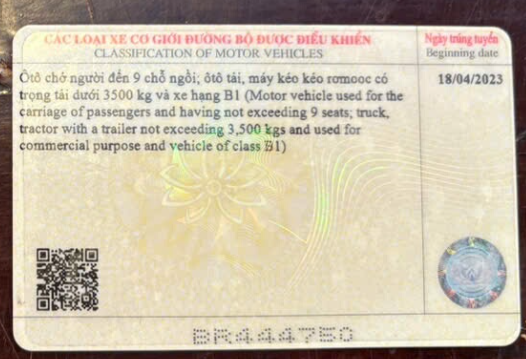 CÁC LOẠI XE CƠ GIỚI ĐƯỜNG BỘ ĐƯỢC ĐIỀU KHIỂN
CLASSIFICATION OF MOTOR VEHICLES
Ngày trúng tuyển
Beginning date
Ôtô chở người đến 9 chỗ ngồi; ôtô tải, máy kéo kéo rơmooc có
trọng tải dưới 3500 kg và xe hạng B1 (Motor vehicle used for the
carriage of passengers and having not exceeding 9 seats; truck,
tractor with a trailer not exceeding 3,500 kgs and used for
commercial purpose and vehicle of class B1)
18/04/2023
BR444750